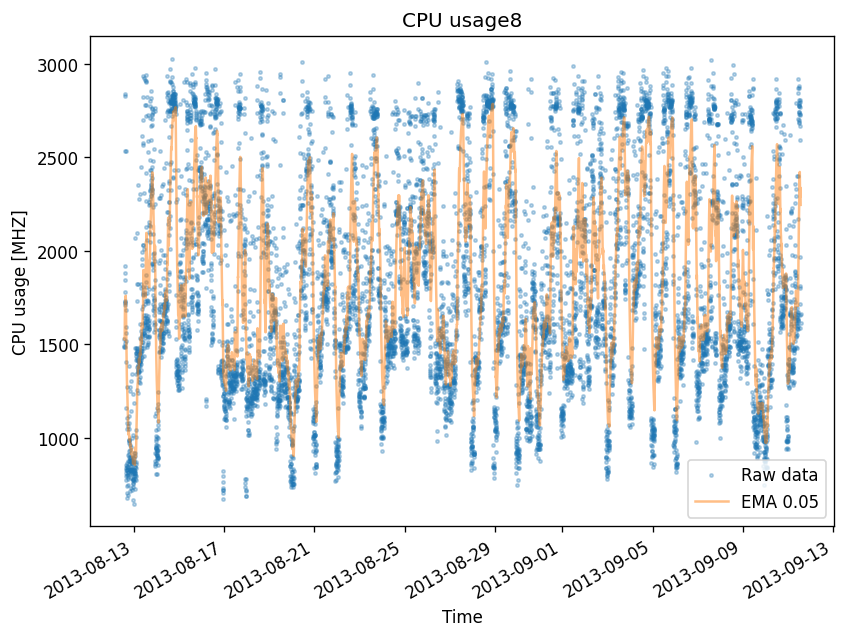 CPU usage8
3000
2500
2000
1500
1000
CPU usage [MHZ]
Raw data
EMA 0.05
2013-08-13
2013-08-17
2013-08-21
2013-08-25
2013-08-29
2013-09-01
2013-09-05
2013-09-09
2013-09-13
Time